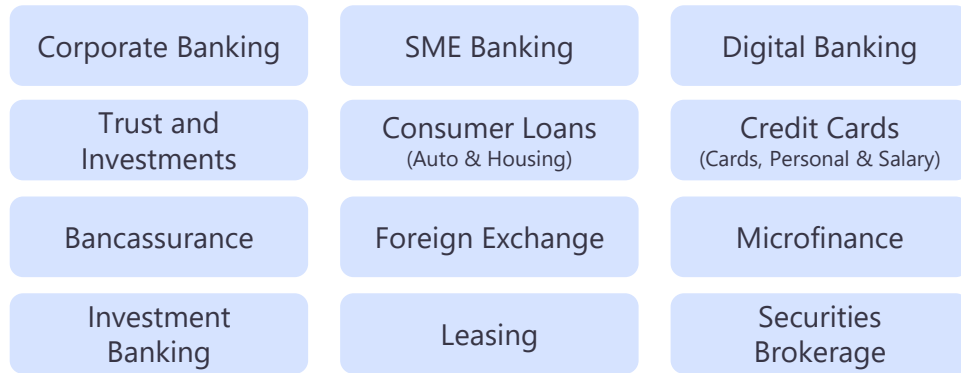 Corporate Banking
SME Banking
Digital Banking
Trust and
Investments
Consumer Loans
(Auto & Housing)
Credit Cards
(Cards, Personal & Salary)
Bancassurance
Foreign Exchange
Microfinance
Investment
Banking
Leasing
Securities
Brokerage